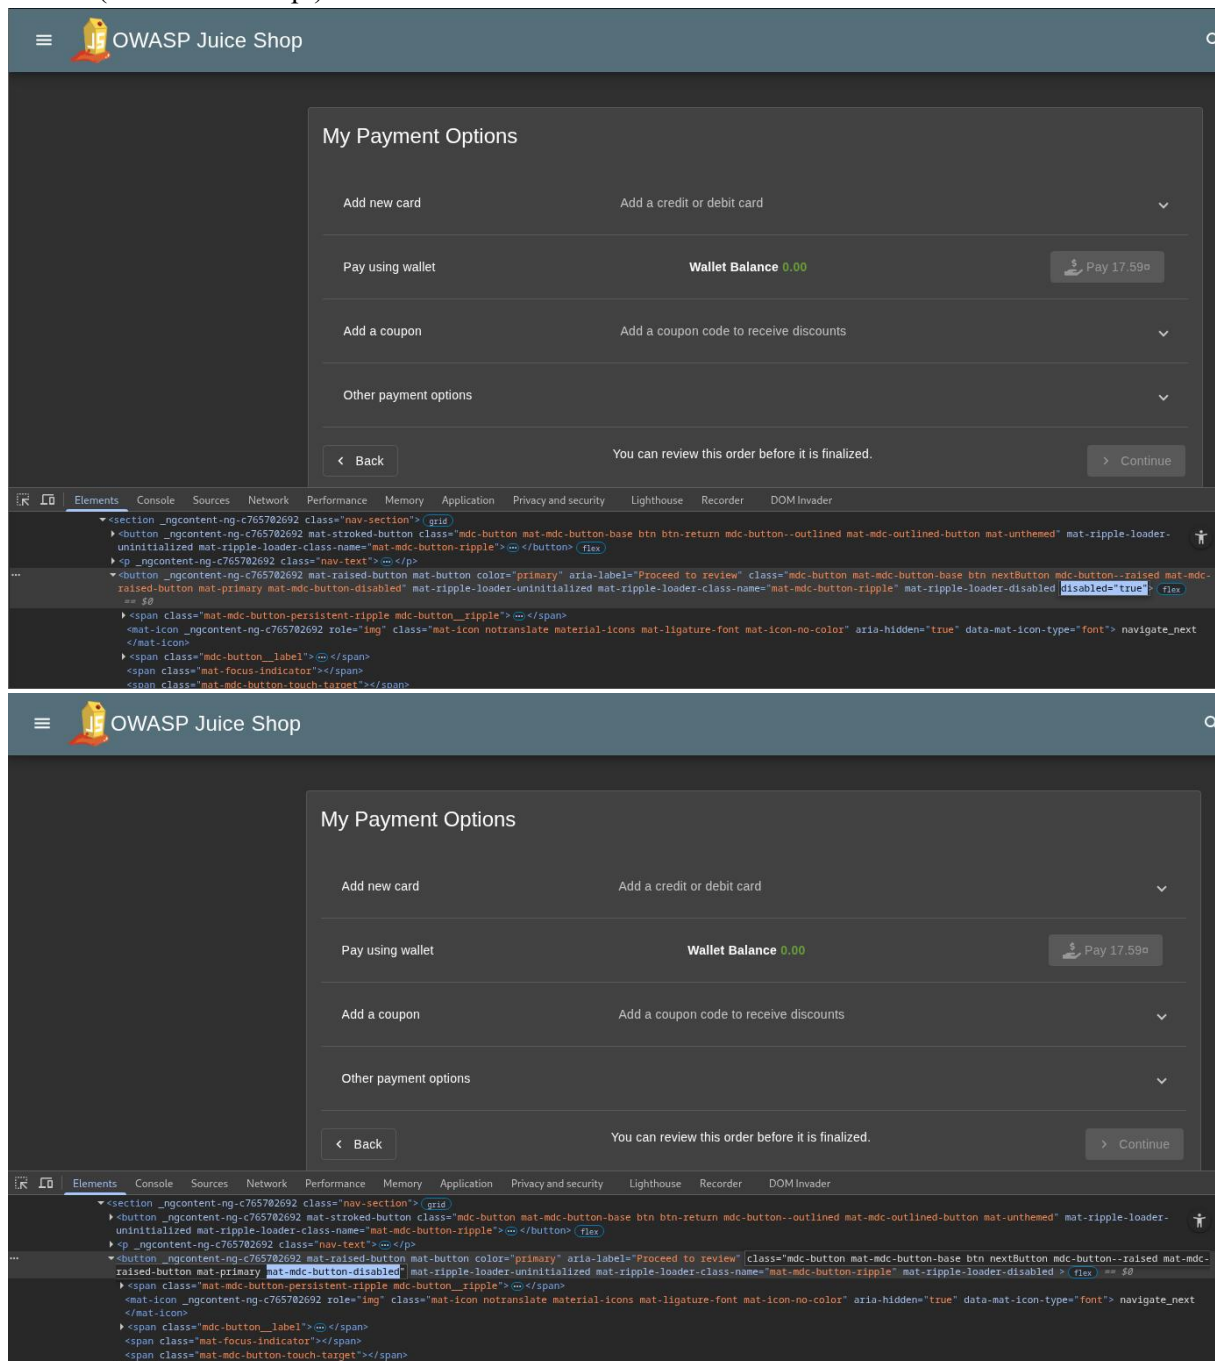 OWASP Juice Shop
My Payment Options
Add new card Add a credit or debit card
Pay using wallet Wallet Balance 0.00 Pay 17.59¤
Add a coupon Add a coupon code to receive discounts
Other payment options
Back You can review this order before it is finalized. Continue
Elements Console Sources Network Performance Memory Application Privacy and security Lighthouse Recorder DOM Invader
<section _ngcontent-ng-c765702692 class="nav-section"> grid
<button _ngcontent-ng-c765702692 mat-stroked-button class="mdc-button mat-mdc-button-base btn btn-return mdc-button--outlined mat-mdc-outlined-button mat-unthemed" mat-ripple-loader-
uninitialized mat-ripple-loader-class-name="mat-mdc-button-ripple"> </button> flex
<p _ngcontent-ng-c765702692 class="nav-text"> </p>
<button _ngcontent-ng-c765702692 mat-raised-button mat-button color="primary" aria-label="Proceed to review" class="mdc-button mat-mdc-button-base btn nextButton mdc-button--raised mat-mdc-
raised-button mat-primary mat-mdc-button-disabled" mat-ripple-loader-uninitialized mat-ripple-loader-class-name="mat-mdc-button-ripple" mat-ripple-loader-disabled disabled="true"> flex
== $0
<span class="mat-mdc-button-persistent-ripple mdc-button__ripple"> </span>
<mat-icon _ngcontent-ng-c765702692 role="img" class="mat-icon notranslate material-icons mat-ligature-font mat-icon-no-color" aria-hidden="true" data-mat-icon-type="font"> navigate_next
</mat-icon>
<span class="mdc-button__label"> </span>
<span class="mat-focus-indicator"></span>
<span class="mat-mdc-button-touch-target"></span>
OWASP Juice Shop
My Payment Options
Add new card Add a credit or debit card
Pay using wallet Wallet Balance 0.00 Pay 17.59¤
Add a coupon Add a coupon code to receive discounts
Other payment options
Back You can review this order before it is finalized. Continue
Elements Console Sources Network Performance Memory Application Privacy and security Lighthouse Recorder DOM Invader
<section _ngcontent-ng-c765702692 class="nav-section"> grid
<button _ngcontent-ng-c765702692 mat-stroked-button class="mdc-button mat-mdc-button-base btn btn-return mdc-button--outlined mat-mdc-outlined-button mat-unthemed" mat-ripple-loader-
uninitialized mat-ripple-loader-class-name="mat-mdc-button-ripple"> </button> flex
<p _ngcontent-ng-c765702692 class="nav-text"> </p>
<button _ngcontent-ng-c765702692 mat-raised-button mat-button color="primary" aria-label="Proceed to review" class="mdc-button mat-mdc-button-base btn nextButton mdc-button--raised mat-mdc-
raised-button mat-primary mat-mdc-button-disabled" mat-ripple-loader-uninitialized mat-ripple-loader-class-name="mat-mdc-button-ripple" mat-ripple-loader-disabled > flex == $0
<span class="mat-mdc-button-persistent-ripple mdc-button__ripple"> </span>
<mat-icon _ngcontent-ng-c765702692 role="img" class="mat-icon notranslate material-icons mat-ligature-font mat-icon-no-color" aria-hidden="true" data-mat-icon-type="font"> navigate_next
</mat-icon>
<span class="mdc-button__label"> </span>
<span class="mat-focus-indicator"></span>
<span class="mat-mdc-button-touch-target"></span>